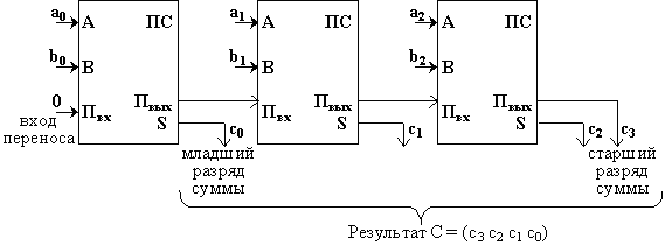 a0 A ПС a1 A ПС a2 A ПС
b0 B b1 B b2 B
0 Пвх Пвых Пвх Пвых Пвх Пвых
вход переноса
S c0 S c1 S c2 c3
младший разряд суммы
старший разряд суммы
Результат C = (c3 c2 c1 c0)